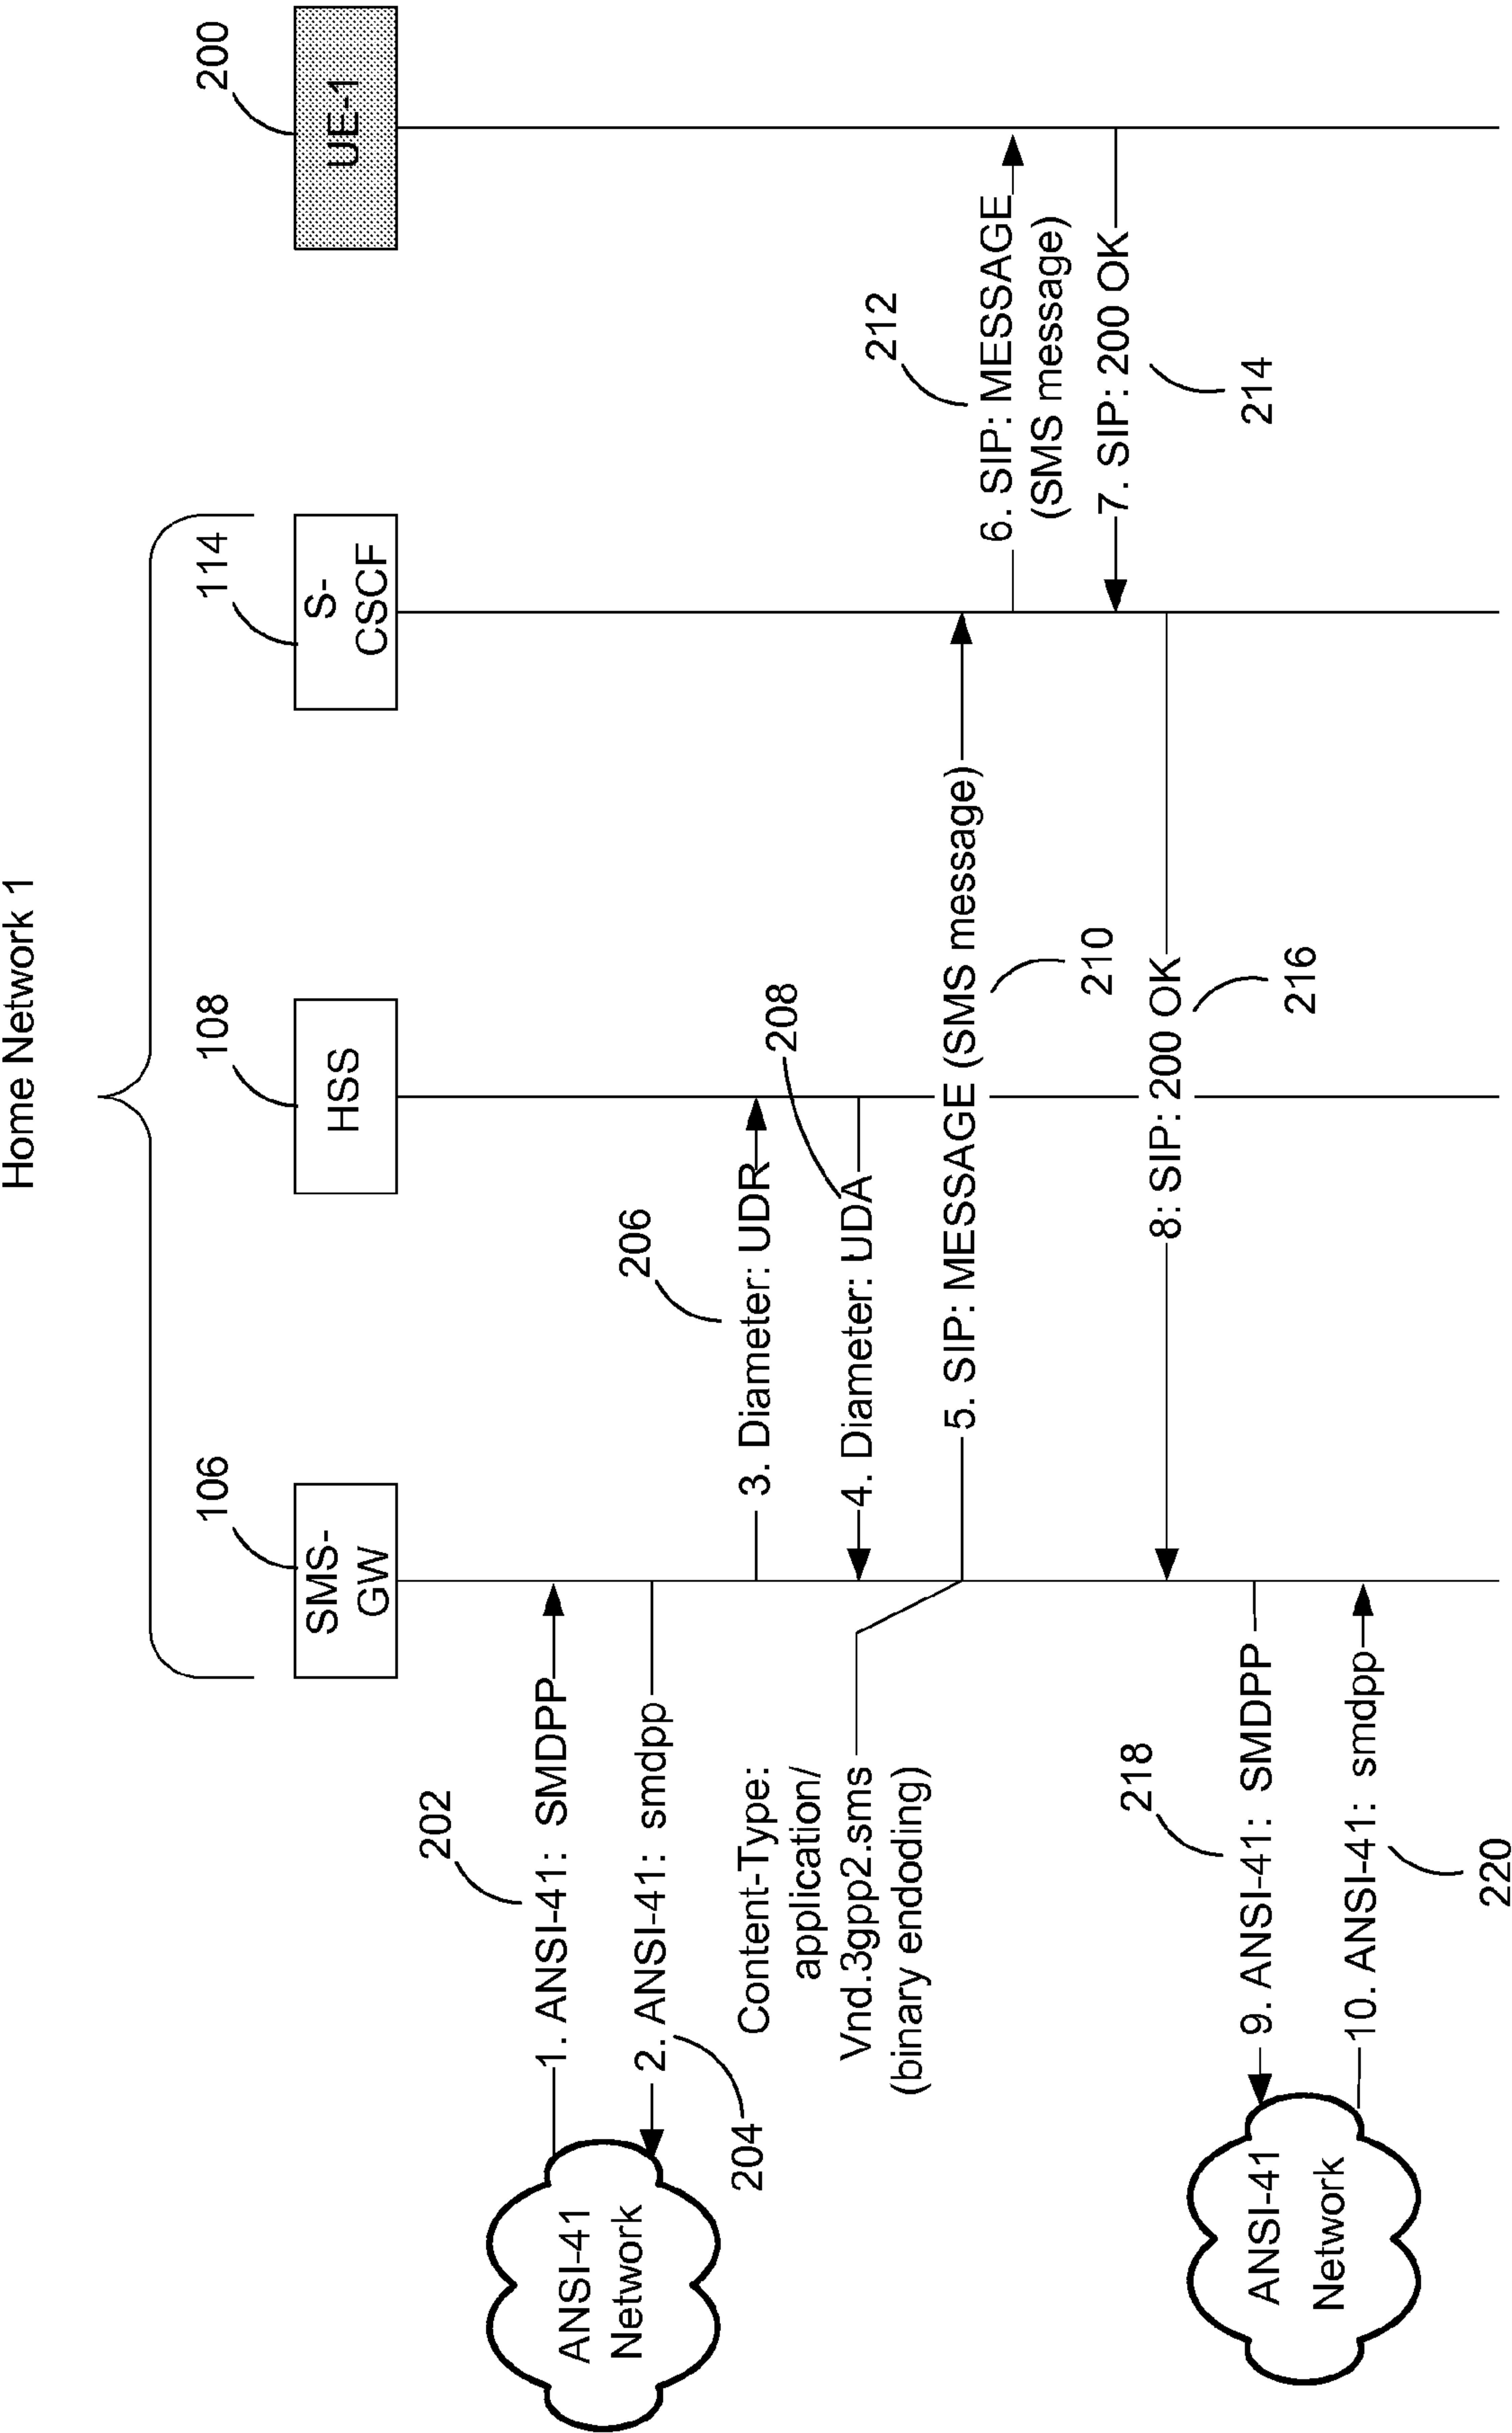 Home Network 1
106
108
114
200
SMS-
GW
HSS
S-
CSCF
UE-1
202
1. ANSI-41: SMDPP
2. ANSI-41: smdpp
204
ANSI-41
Network
206
3. Diameter: UDR
208
4. Diameter: UDA
Content-Type:
application/
Vnd.3gpp2.sms
(binary endoding)
5. SIP: MESSAGE (SMS message)
210
212
6. SIP: MESSAGE
(SMS message)
7. SIP: 200 OK
214
8: SIP: 200 OK
216
218
9. ANSI-41: SMDPP
10. ANSI-41: smdpp
220
ANSI-41
Network